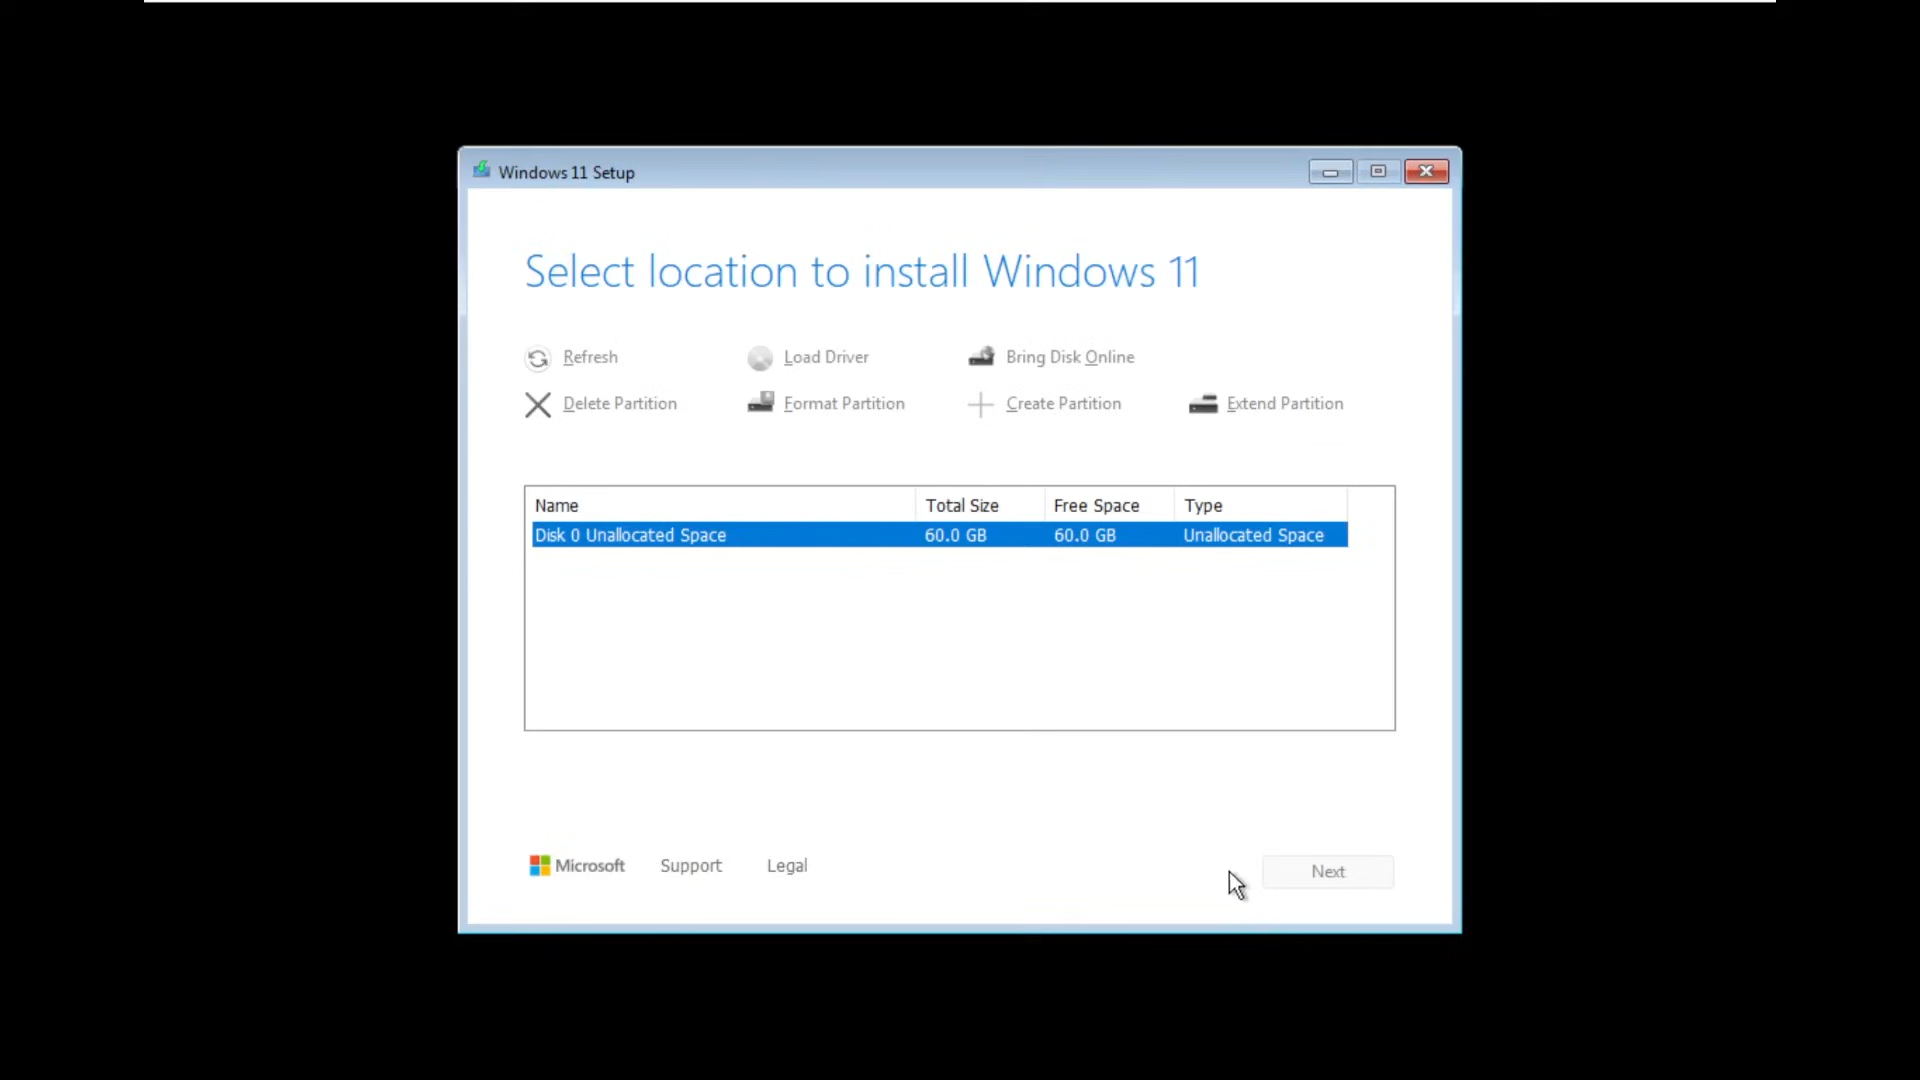 Windows 11 Setup
Select location to install Windows 11
Refresh Load Driver Bring Disk Online
Delete Partition Format Partition Create Partition Extend Partition
Name Total Size Free Space Type
Disk 0 Unallocated Space 60.0 GB 60.0 GB Unallocated Space
Microsoft Support Legal Next